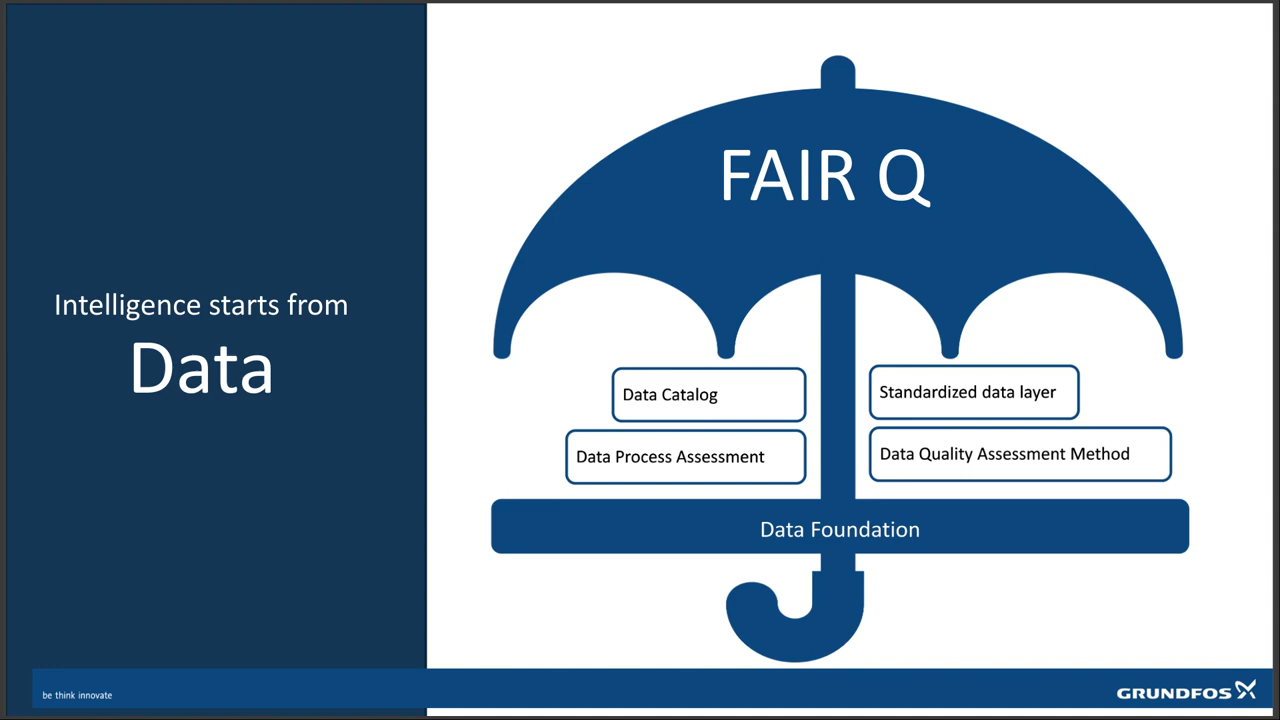 Intelligence starts from
Data
FAIR Q
Data Catalog
Standardized data layer
Data Process Assessment
Data Quality Assessment Method
Data Foundation
be think innovate
GRUNDFOS